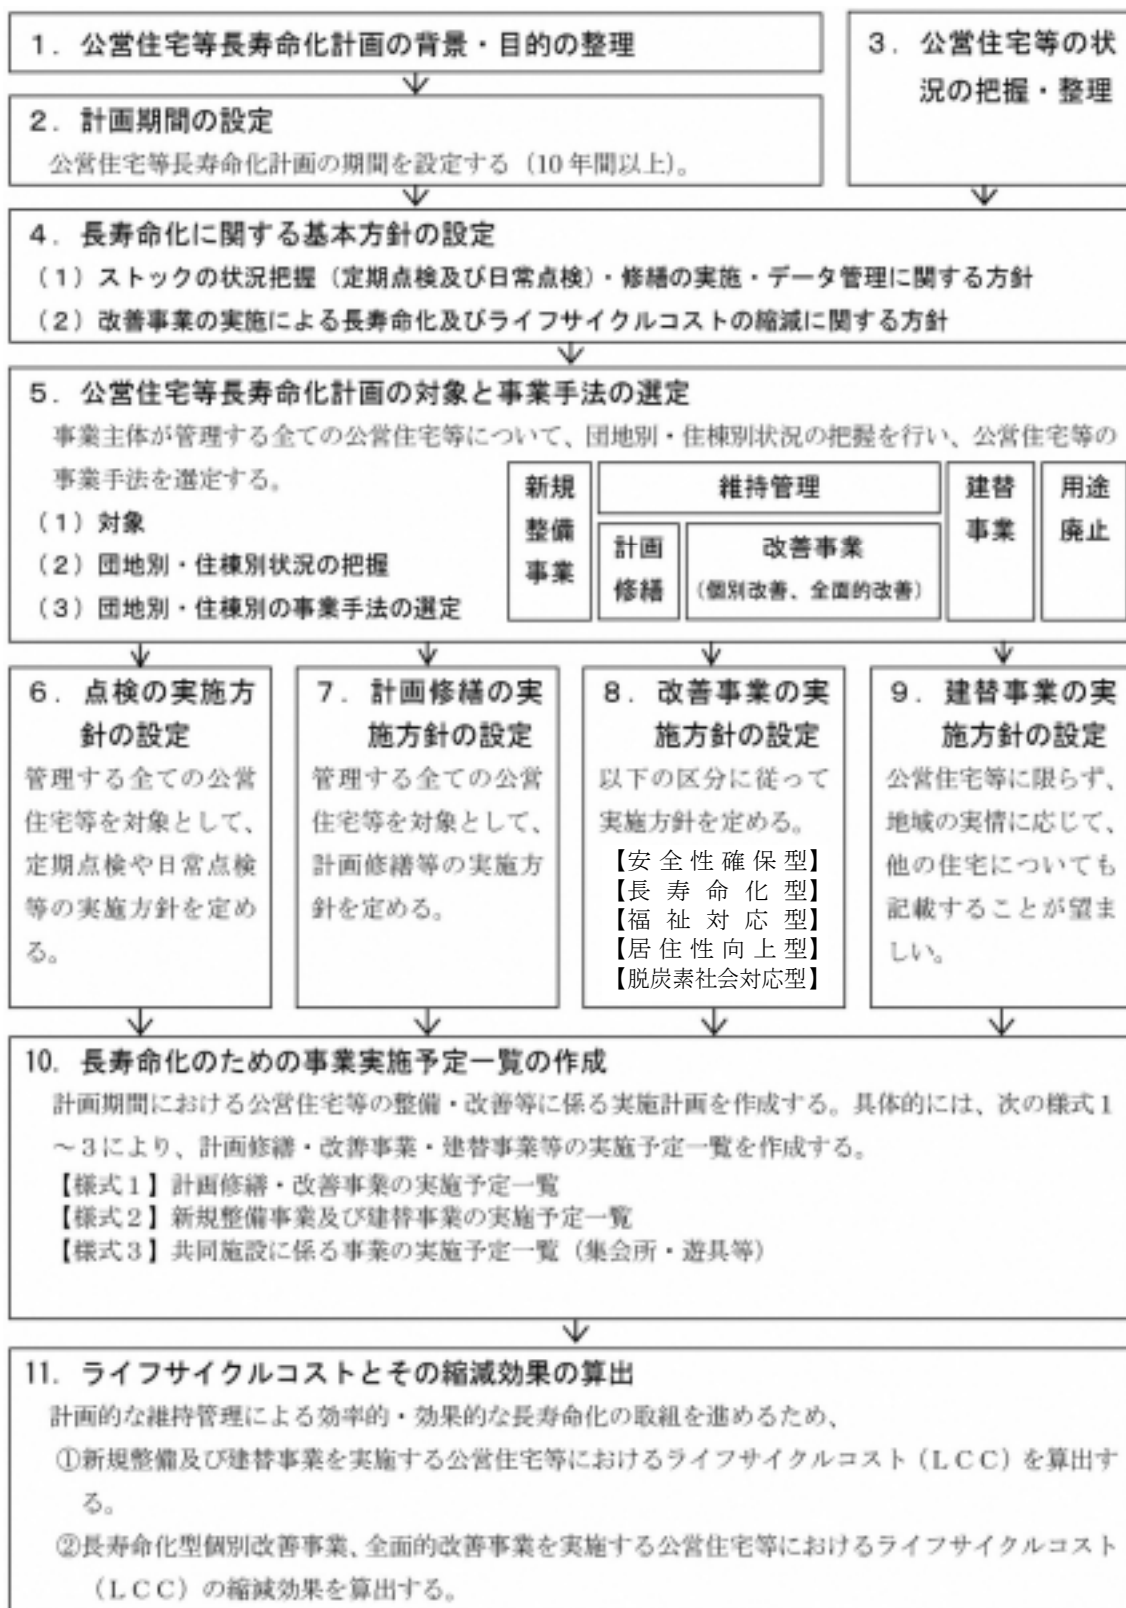 1. 公営住宅等長寿命化計画の背景・目的の整理
3. 公営住宅等の状
況の把握・整理
2. 計画期間の設定
公営住宅等長寿命化計画の期間を設定する（10年間以上）。
4. 長寿命化に関する基本方針の設定
（1）ストックの状況把握（定期点検及び日常点検）・修繕の実施・データ管理に関する方針
（2）改善事業の実施による長寿命化及びライフサイクルコストの縮減に関する方針
5. 公営住宅等長寿命化計画の対象と事業手法の選定
事業主体が管理する全ての公営住宅等について、団地別・住棟別状況の把握を行い、公営住宅等の
事業手法を選定する。
（1）対象
（2）団地別・住棟別状況の把握
（3）団地別・住棟別の事業手法の選定
新規
整備
事業
維持管理
計画
修繕
改善事業
（個別改善、全面的改善）
建替
事業
用途
廃止
6. 点検の実施方
針の設定
管理する全ての公営
住宅等を対象として、
定期点検や日常点検
等の実施方針を定め
る。
7. 計画修繕の実
施方針の設定
管理する全ての公営
住宅等を対象として、
計画修繕等の実施方
針を定める。
8. 改善事業の実
施方針の設定
以下の区分に従って
実施方針を定める。
【安全性確保型】
【長寿命化型】
【福祉対応型】
【居住性向上型】
【脱炭素社会対応型】
9. 建替事業の実
施方針の設定
公営住宅等に限らず、
地域の実情に応じて、
他の住宅についても
記載することが望ま
しい。
10. 長寿命化のための事業実施予定一覧の作成
計画期間における公営住宅等の整備・改善等に係る実施計画を作成する。具体的には、次の様式1
～3により、計画修繕・改善事業・建替事業等の実施予定一覧を作成する。
【様式1】計画修繕・改善事業の実施予定一覧
【様式2】新規整備事業及び建替事業の実施予定一覧
【様式3】共同施設に係る事業の実施予定一覧（集会所・遊具等）
11. ライフサイクルコストとその縮減効果の算出
計画的な維持管理による効率的・効果的な長寿命化の取組を進めるため、
①新規整備及び建替事業を実施する公営住宅等におけるライフサイクルコスト（LCC）を算出す
る。
②長寿命化型個別改善事業、全面的改善事業を実施する公営住宅等におけるライフサイクルコスト
（LCC）の縮減効果を算出する。